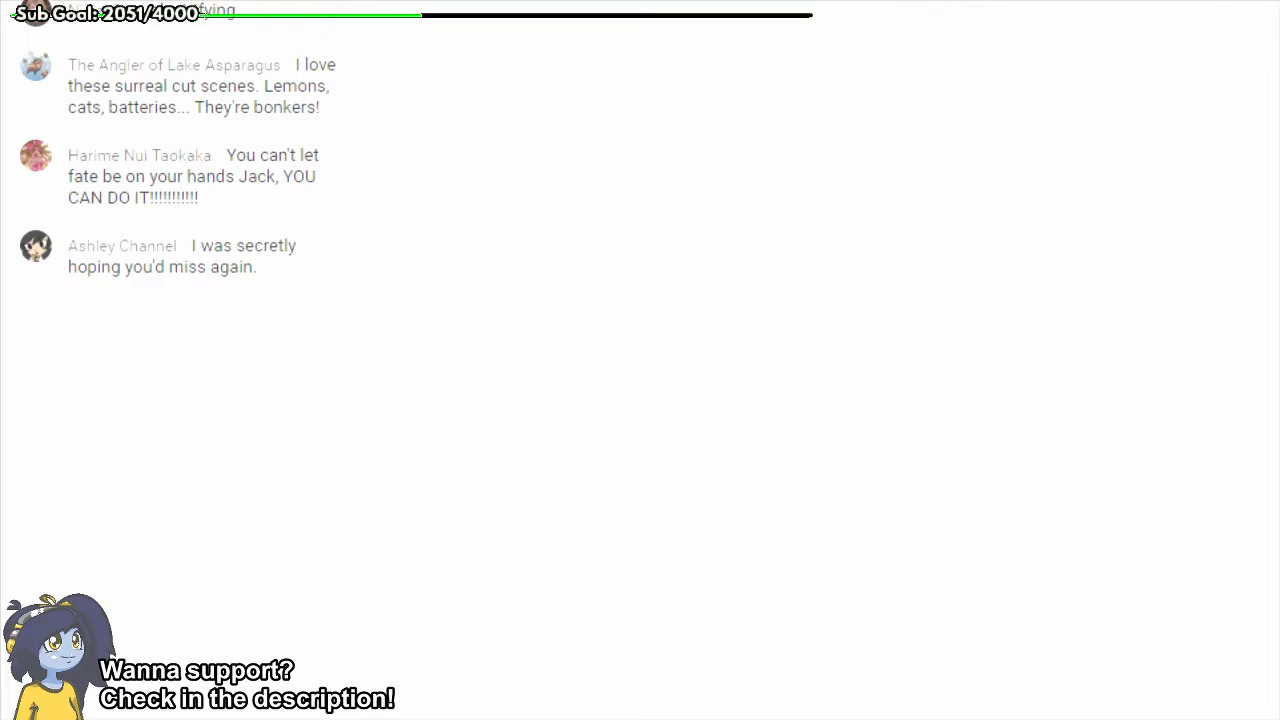 Sub Goal: 2051/4000
The Angler of Lake Asparagus I love
these surreal cut scenes. Lemons,
cats, batteries... They're bonkers!
Harime Nui Taokaka You can't let
fate be on your hands Jack, YOU
CAN DO IT!!!!!!!!!!!
Ashley Channel I was secretly
hoping you'd miss again.
Wanna support?
Check in the description!